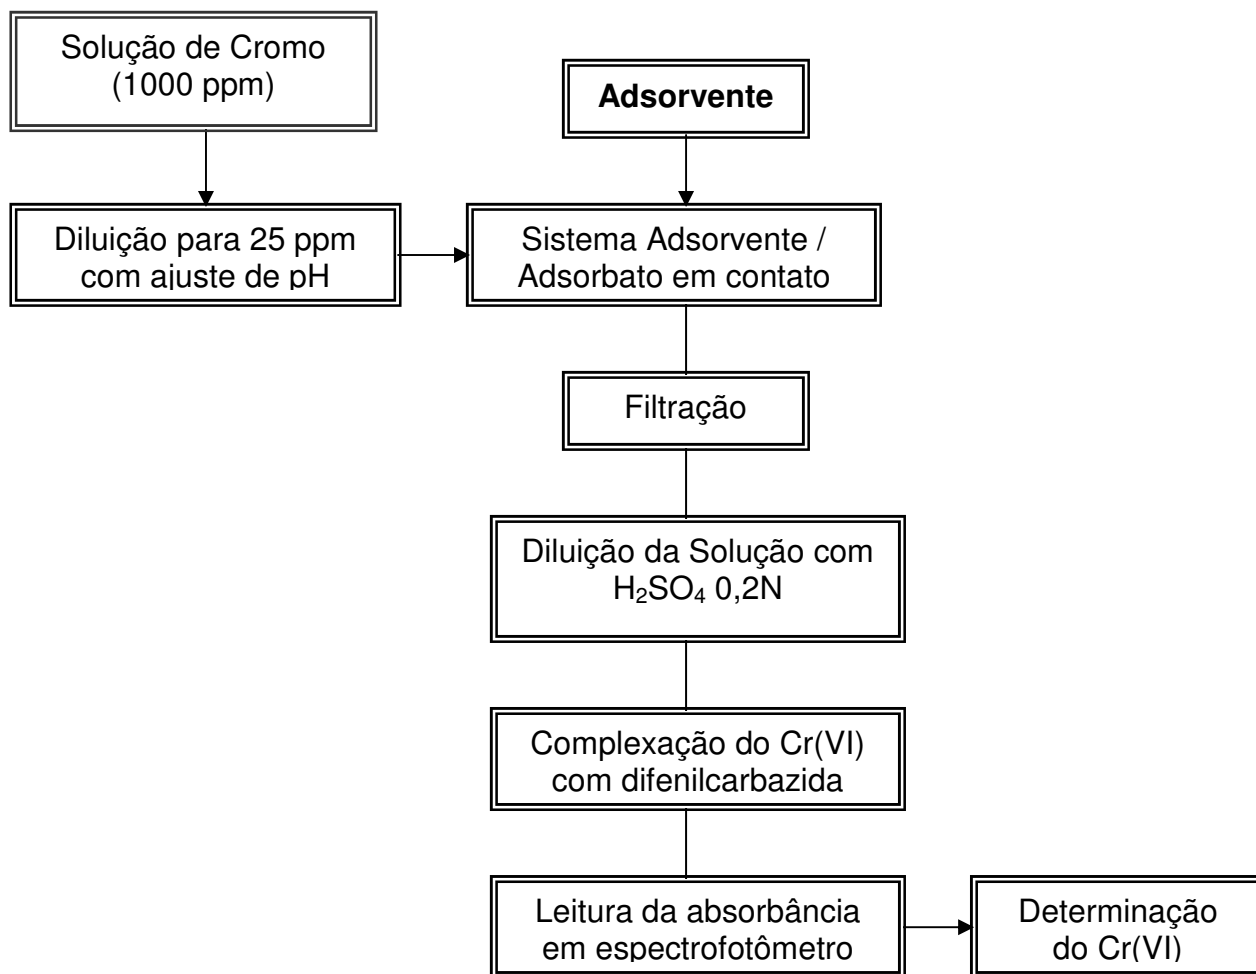 Solução de Cromo
(1000 ppm)
Adsorvente
Diluição para 25 ppm
com ajuste de pH
Sistema Adsorvente /
Adsorbato em contato
Filtração
Diluição da Solução com
H₂SO₄ 0,2N
Complexação do Cr(VI)
com difenilcarbazida
Leitura da absorbância
em espectrofotômetro
Determinação
do Cr(VI)